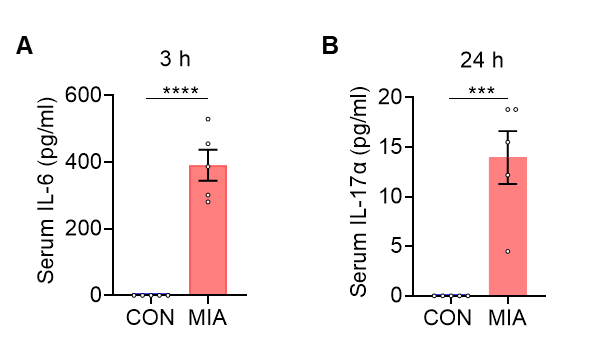 A
3 h
****
600
400
200
0
Serum IL-6 (pg/ml)
CON MIA
B
24 h
***
20
15
10
5
0
Serum IL-17α (pg/ml)
CON MIA